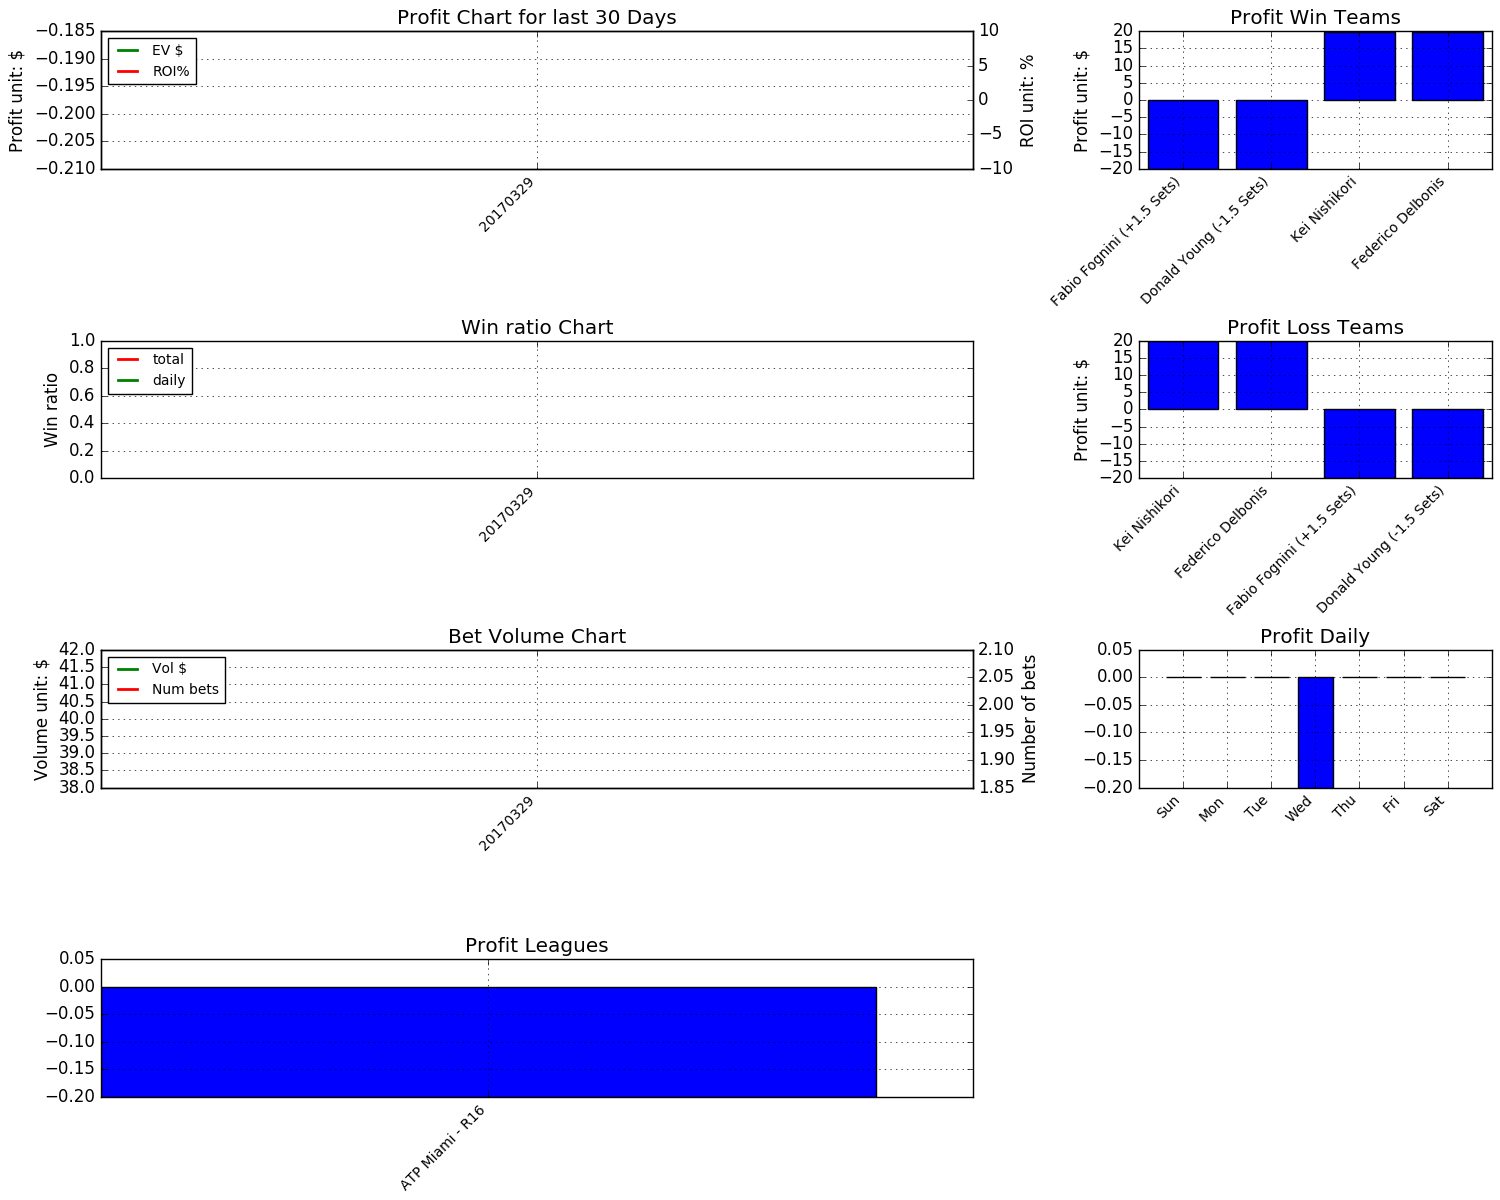 Profit Chart for last 30 Days
Profit unit: $
−0.185
−0.190
−0.195
−0.200
−0.205
−0.210
EV $
ROI%
10
5
0
−5
−10
ROI unit: %
20170329
Profit Win Teams
Profit unit: $
20
15
10
5
0
−5
−10
−15
−20
Fabio Fognini (+1.5 Sets)
Donald Young (-1.5 Sets)
Kei Nishikori
Federico Delbonis
Win ratio Chart
Win ratio
1.0
0.8
0.6
0.4
0.2
0.0
total
daily
20170329
Profit Loss Teams
Profit unit: $
20
15
10
5
0
−5
−10
−15
−20
Kei Nishikori
Federico Delbonis
Fabio Fognini (+1.5 Sets)
Donald Young (-1.5 Sets)
Bet Volume Chart
Volume unit: $
42.0
41.5
41.0
40.5
40.0
39.5
39.0
38.5
38.0
Vol $
Num bets
2.10
2.05
2.00
1.95
1.90
1.85
Number of bets
20170329
Profit Daily
0.05
0.00
−0.05
−0.10
−0.15
−0.20
Sun
Mon
Tue
Wed
Thu
Fri
Sat
Profit Leagues
0.05
0.00
−0.05
−0.10
−0.15
−0.20
ATP Miami - R16